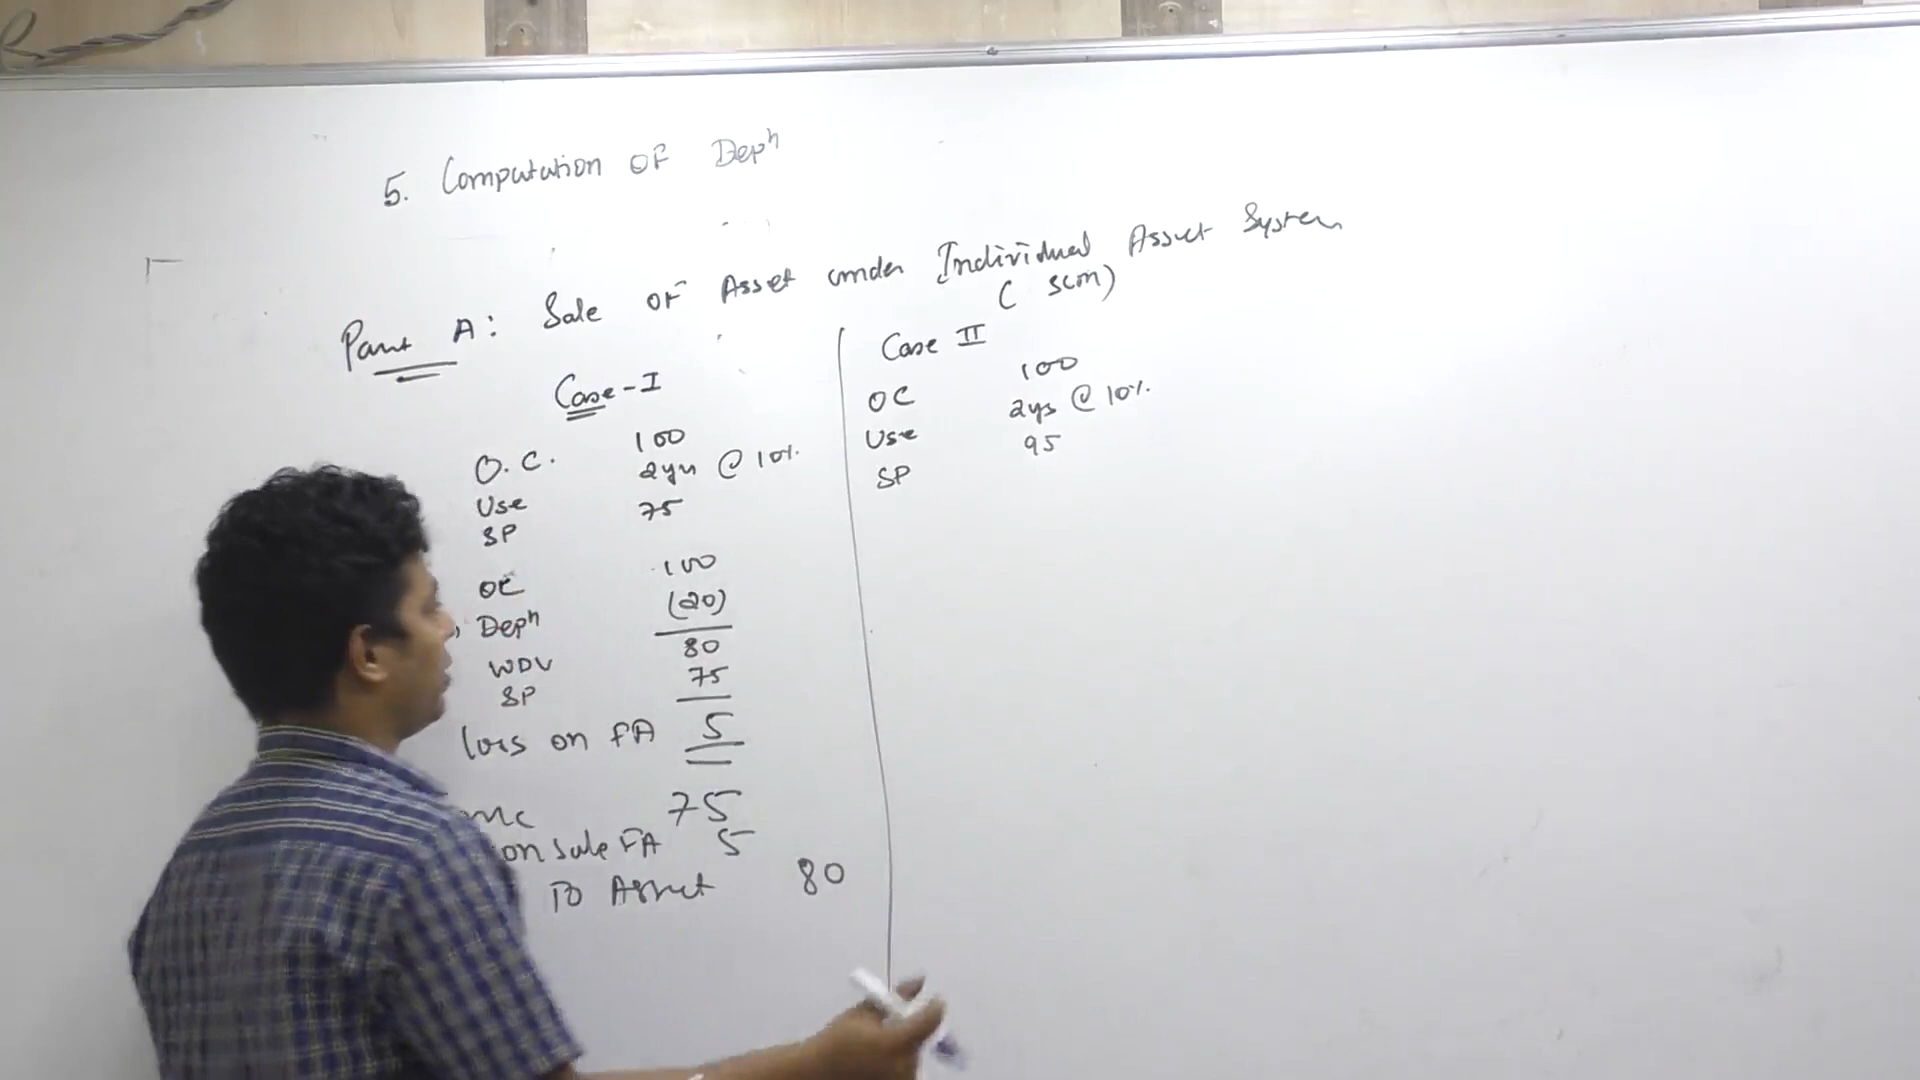 5. Computation OF Depⁿ
Part A: Sale OF Asset under Individual Asset System
( SLM)
Case-I
O.C. 100
Use 2yrs @ 10%
SP 75
OC 100
Depⁿ (20)
WDV 80
SP 75
loss on FA 5
75
on Sale FA 5
To Asset 80
Case II
OC 100
Use 2yrs @ 10%.
SP 95